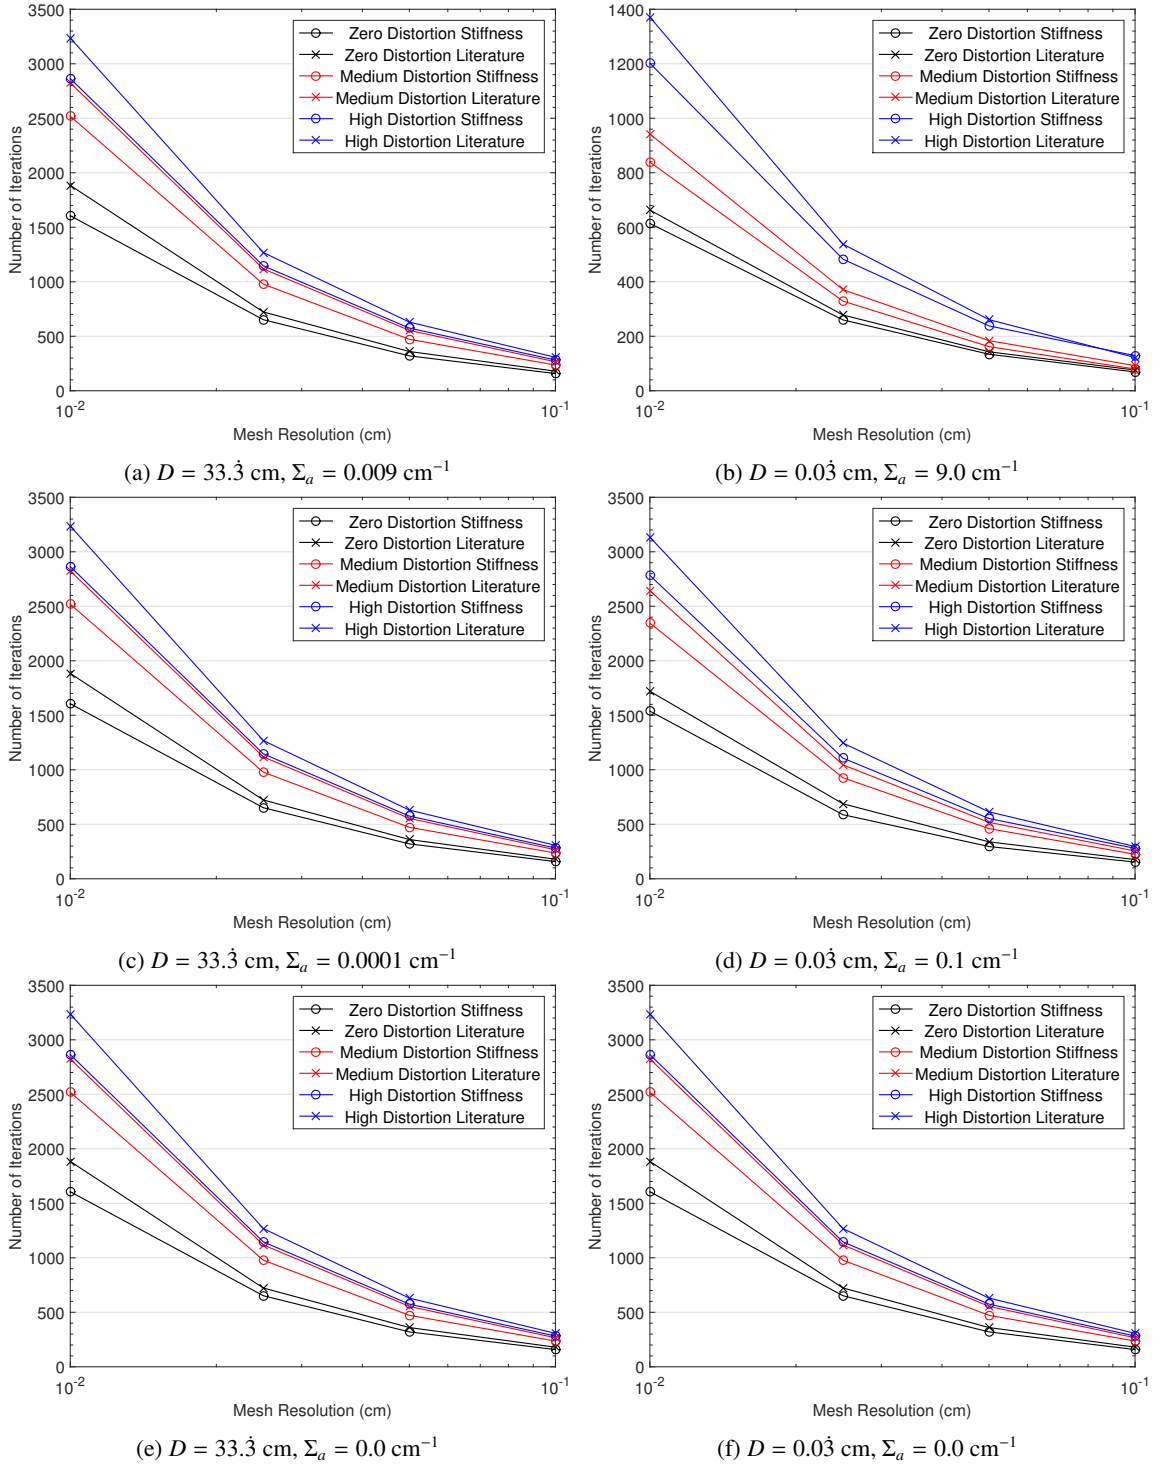 3500
3000
2500
2000
1500
1000
500
0
Number of Iterations
10⁻²
10⁻¹
Mesh Resolution (cm)
Zero Distortion Stiffness
Zero Distortion Literature
Medium Distortion Stiffness
Medium Distortion Literature
High Distortion Stiffness
High Distortion Literature
(a) D = 33.3̇ cm, Σₐ = 0.009 cm⁻¹
1400
1200
1000
800
600
400
200
0
Number of Iterations
10⁻²
10⁻¹
Mesh Resolution (cm)
Zero Distortion Stiffness
Zero Distortion Literature
Medium Distortion Stiffness
Medium Distortion Literature
High Distortion Stiffness
High Distortion Literature
(b) D = 0.03̇ cm, Σₐ = 9.0 cm⁻¹
3500
3000
2500
2000
1500
1000
500
0
Number of Iterations
10⁻²
10⁻¹
Mesh Resolution (cm)
Zero Distortion Stiffness
Zero Distortion Literature
Medium Distortion Stiffness
Medium Distortion Literature
High Distortion Stiffness
High Distortion Literature
(c) D = 33.3̇ cm, Σₐ = 0.0001 cm⁻¹
3500
3000
2500
2000
1500
1000
500
0
Number of Iterations
10⁻²
10⁻¹
Mesh Resolution (cm)
Zero Distortion Stiffness
Zero Distortion Literature
Medium Distortion Stiffness
Medium Distortion Literature
High Distortion Stiffness
High Distortion Literature
(d) D = 0.03̇ cm, Σₐ = 0.1 cm⁻¹
3500
3000
2500
2000
1500
1000
500
0
Number of Iterations
10⁻²
10⁻¹
Mesh Resolution (cm)
Zero Distortion Stiffness
Zero Distortion Literature
Medium Distortion Stiffness
Medium Distortion Literature
High Distortion Stiffness
High Distortion Literature
(e) D = 33.3̇ cm, Σₐ = 0.0 cm⁻¹
3500
3000
2500
2000
1500
1000
500
0
Number of Iterations
10⁻²
10⁻¹
Mesh Resolution (cm)
Zero Distortion Stiffness
Zero Distortion Literature
Medium Distortion Stiffness
Medium Distortion Literature
High Distortion Stiffness
High Distortion Literature
(f) D = 0.03̇ cm, Σₐ = 0.0 cm⁻¹